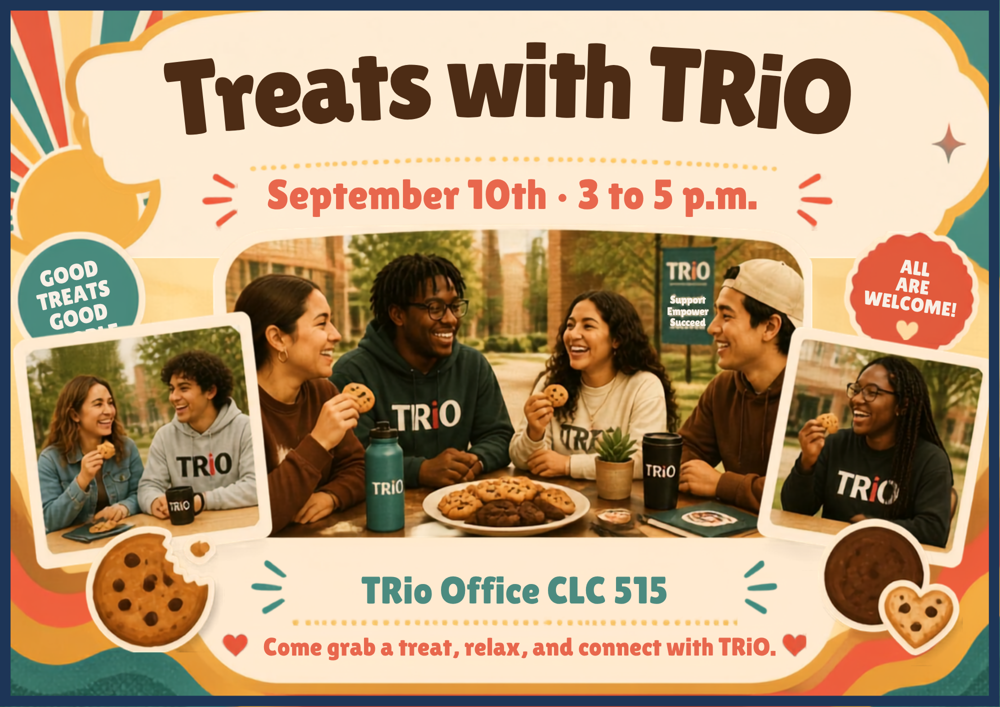 Treats with TRiO
September 10th · 3 to 5 p.m.
GOOD
TREATS
GOOD
ALL
ARE
WELCOME!
TRiO
Support
Empower
Succeed
TRiO
TRiO
TRiO
TRiO
TRiO
TRiO
TRio Office CLC 515
Come grab a treat, relax, and connect with TRiO.